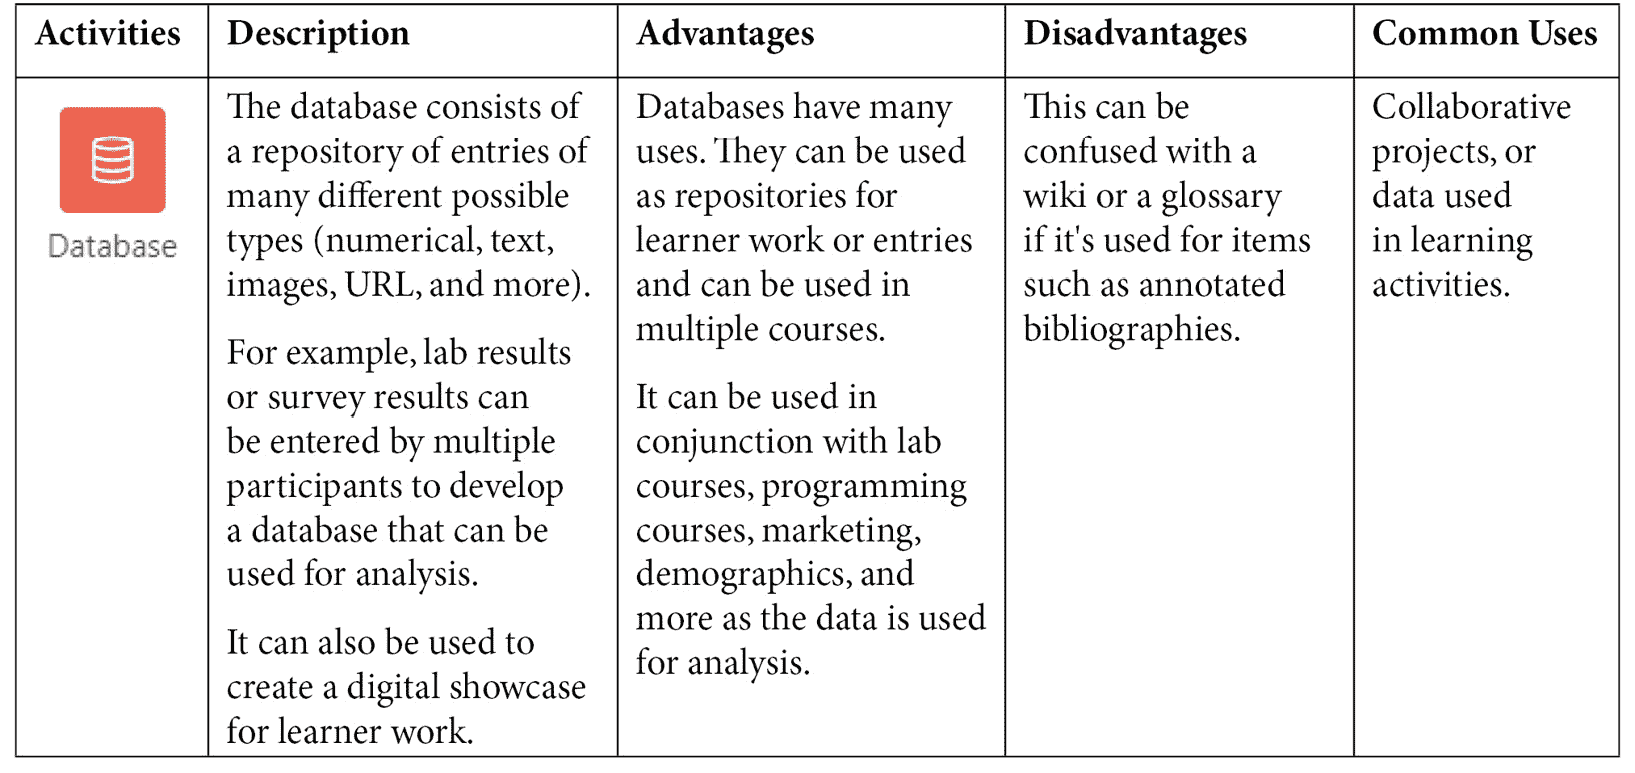 Activities
Description
Advantages
Disadvantages
Common Uses
Database
The database consists of
a repository of entries of
many different possible
types (numerical, text,
images, URL, and more).
For example, lab results
or survey results can
be entered by multiple
participants to develop
a database that can be
used for analysis.
It can also be used to
create a digital showcase
for learner work.
Databases have many
uses. They can be used
as repositories for
learner work or entries
and can be used in
multiple courses.
It can be used in
conjunction with lab
courses, programming
courses, marketing,
demographics, and
more as the data is used
for analysis.
This can be
confused with a
wiki or a glossary
if it's used for items
such as annotated
bibliographies.
Collaborative
projects, or
data used
in learning
activities.